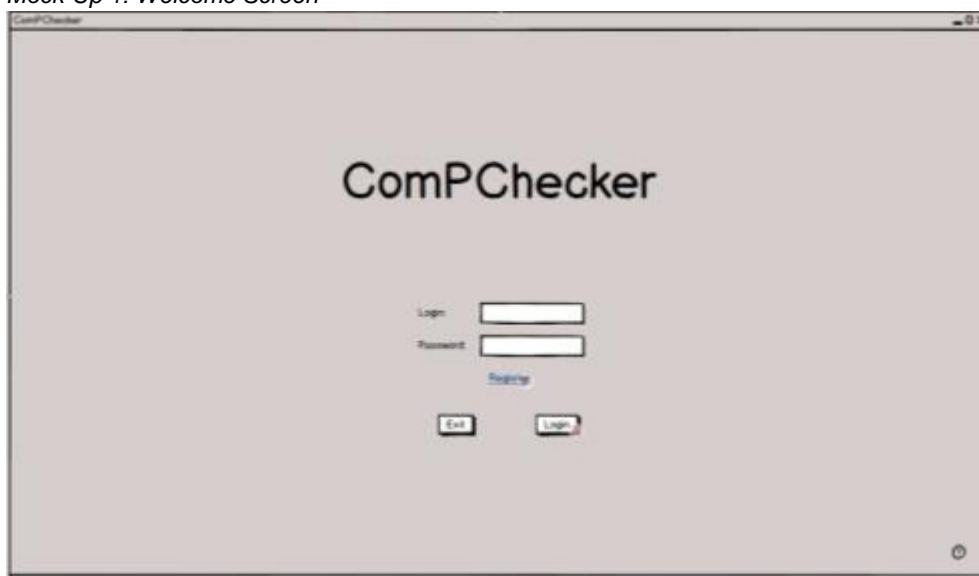 Mock-Up 1: Welcome Screen
ComPChecker
ComPChecker
Login
Password
Register
Exit
Login